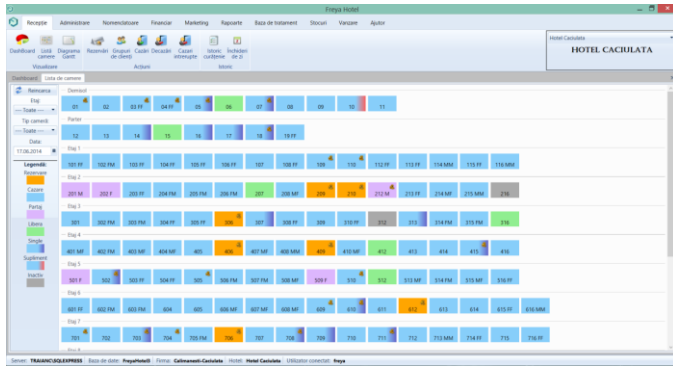 Freya Hotel
Recepție Administrare Nomenclatoare Financiar Marketing Rapoarte Baza de tratament Stocuri Vanzare Ajutor
Dashboard Listă camere Diagrama Gantt Rezervări Grupuri de clienți Cazări Decazări Cazari intrerupte Istoric curățenie Închideri de zi
Vizualizare Acțiuni Istoric
Hotel Caciulata
HOTEL CACIULATA
Dashboard Lista de camere
Remoarca
Etaj
--- Toate ---
Tip cameră:
--- Toate ---
Data:
17.06.2014
Legendă:
Rezervare
Cazare
Partaj
Libera
Single
Supliment
Inactiv
Demisol
01 02 03 FF 04 FF 05 06 07 08 09 10 11
Parter
12 13 14 15 16 17 18 19 FF
Etaj 1
101 FF 102 FM 103 FF 104 FF 105 FF 106 FF 107 108 FF 109 110 112 FF 113 FF 114 MM 115 FF 116 MM
Etaj 2
201 M 202 F 203 FF 204 FM 205 FM 206 FM 207 208 MF 209 210 212 M 213 FF 214 MF 215 MM 216
Etaj 3
301 302 FM 303 FM 304 FF 305 FF 306 307 308 FF 309 310 FF 312 313 314 FM 315 FM 316
Etaj 4
401 MF 402 FM 403 MF 404 MF 405 406 407 MF 408 MM 409 410 MF 412 413 414 415 416
Etaj 5
501 F 502 503 FF 504 FF 505 506 FM 507 FM 508 MF 509 F 510 512 513 MF 514 FM 515 MF 516 FF
Etaj 6
601 FF 602 FM 603 FM 604 605 606 MF 607 MF 608 MF 609 610 611 612 613 614 615 FF 616 MM
Etaj 7
701 702 703 704 705 FM 706 707 708 709 710 711 712 713 MM 714 FF 715 716 FF
Server: TRAIANC\SQLEXPRESS Baza de date: FreyaHotelB Firma: Calimanesti-Caciulata Hotel: Hotel Caciulata Utilizator conectat: freya